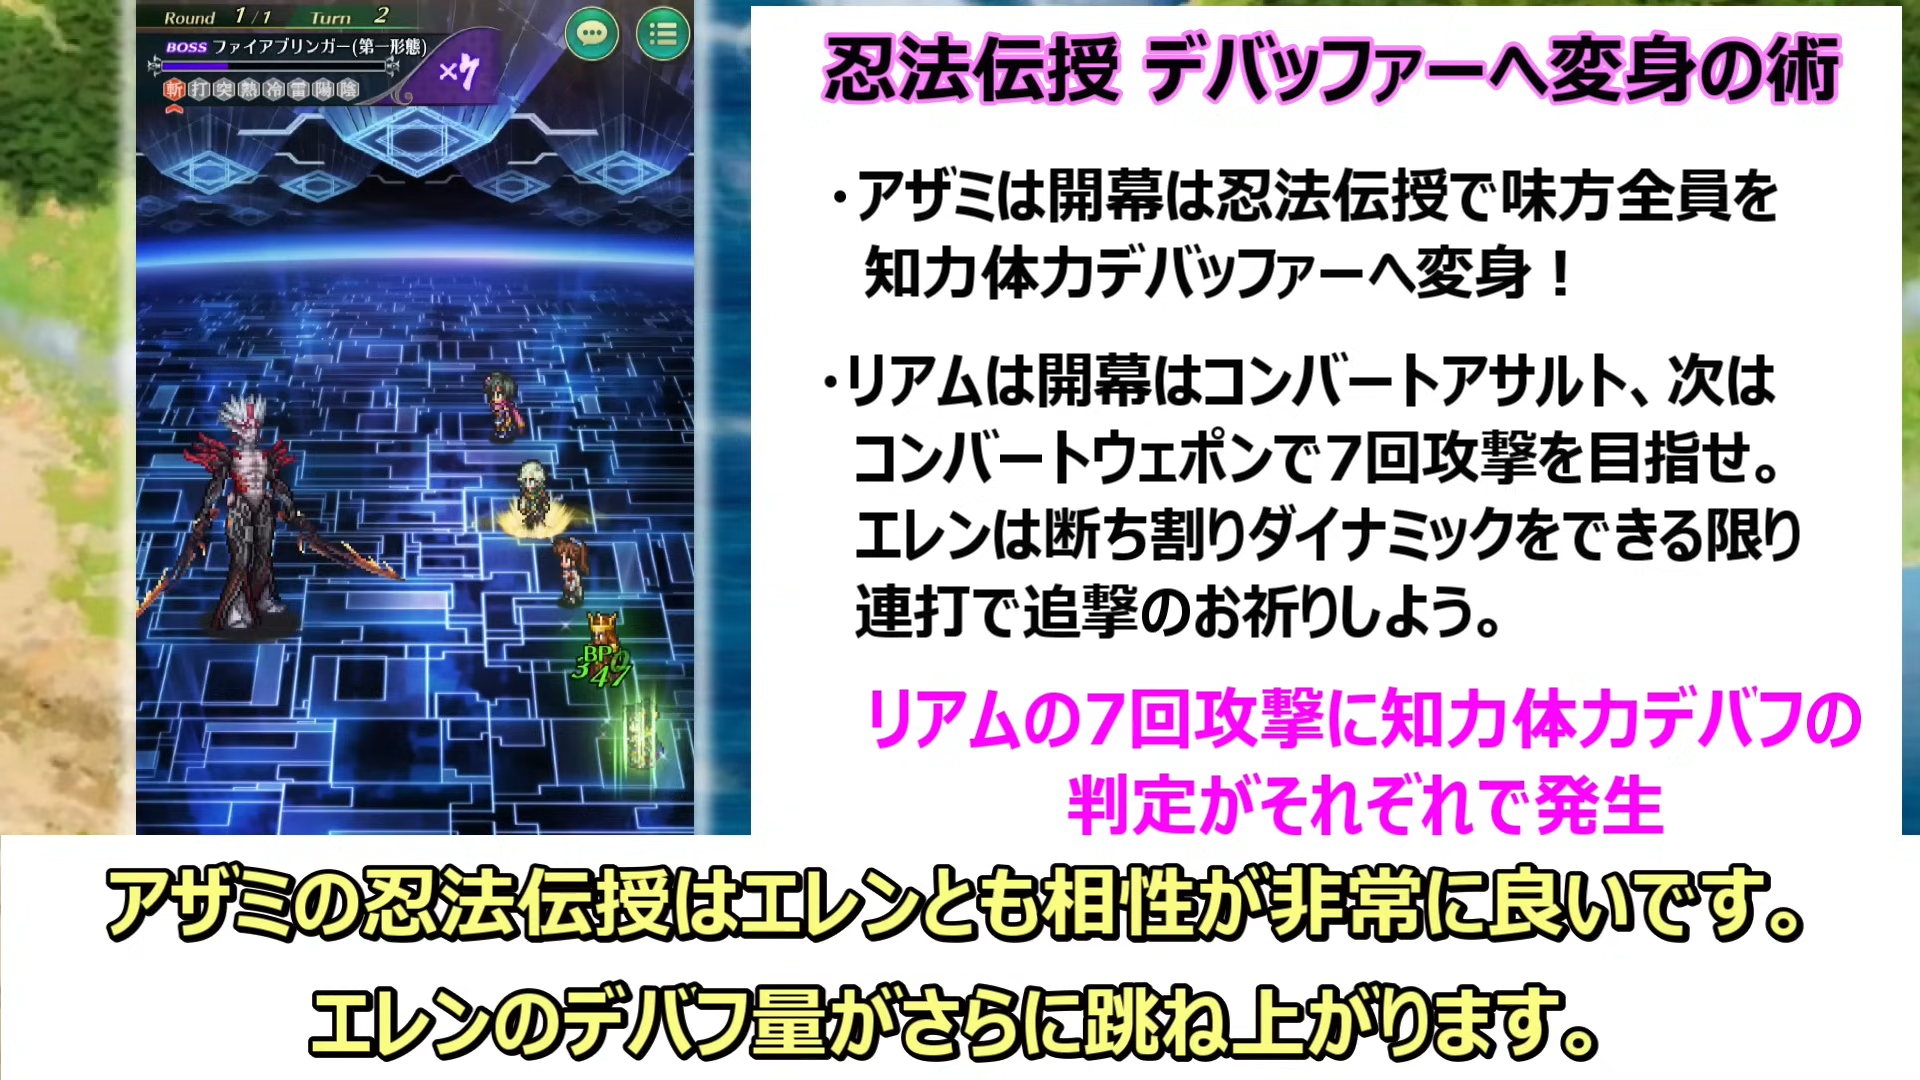 Round 1/1 Turn 2
BOSS ファイアブリンガー(第一形態)
×7
斬 打 突 熱 冷 雷 陽 陰
BP
347
忍法伝授 デバッファーへ変身の術
・アザミは開幕は忍法伝授で味方全員を
知力体力デバッファーへ変身！
・リアムは開幕はコンバートアサルト、次は
コンバートウェポンで7回攻撃を目指せ。
エレンは断ち割りダイナミックをできる限り
連打で追撃のお祈りしよう。
リアムの7回攻撃に知力体力デバフの
判定がそれぞれで発生
アザミの忍法伝授はエレンとも相性が非常に良いです。
エレンのデバフ量がさらに跳ね上がります。